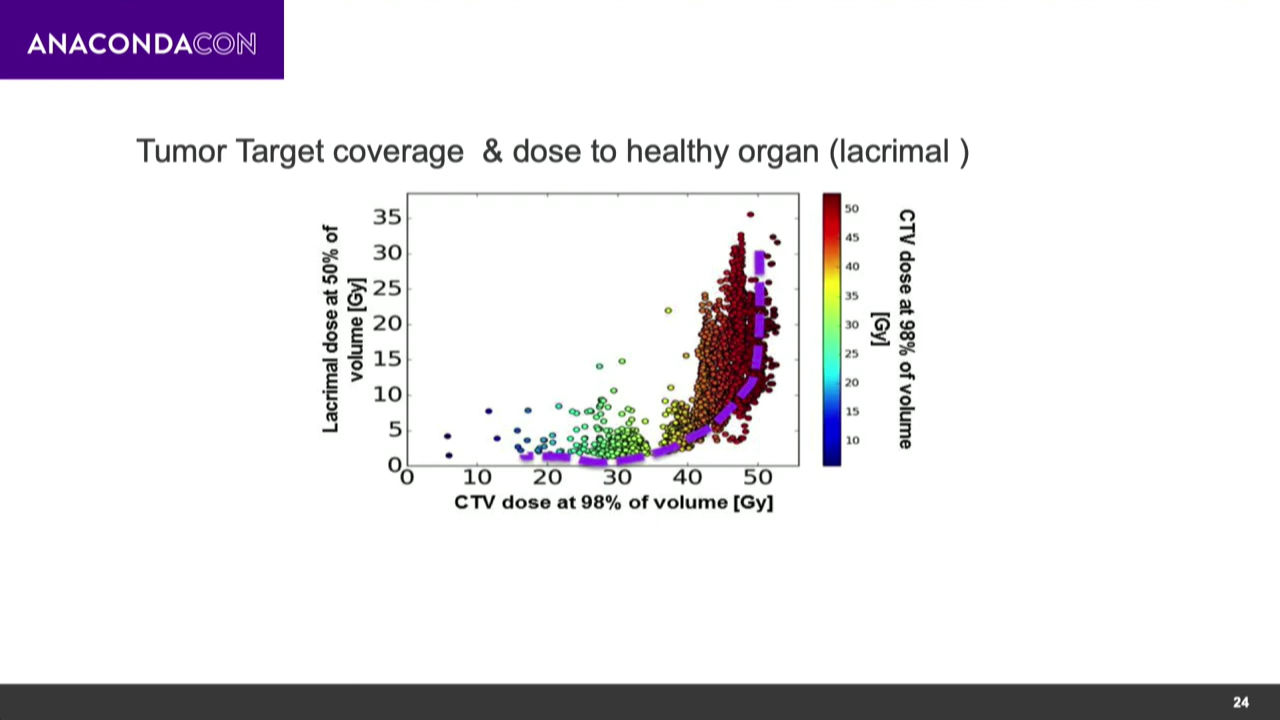 ANACONDACON
Tumor Target coverage & dose to healthy organ (lacrimal )
Lacrimal dose at 50% of
volume [Gy]
35
30
25
20
15
10
5
0
0 10 20 30 40 50
CTV dose at 98% of volume [Gy]
50
45
40
35
30
25
20
15
10
CTV dose at 98% of volume
[Gy]
24